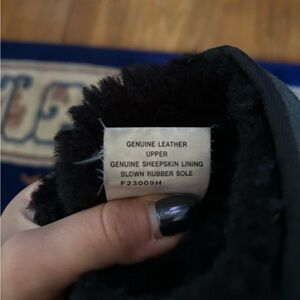 GENUINE LEATHER
UPPER
GENUINE SHEEPSKIN LINING
BLOWN RUBBER SOLE
F23009H